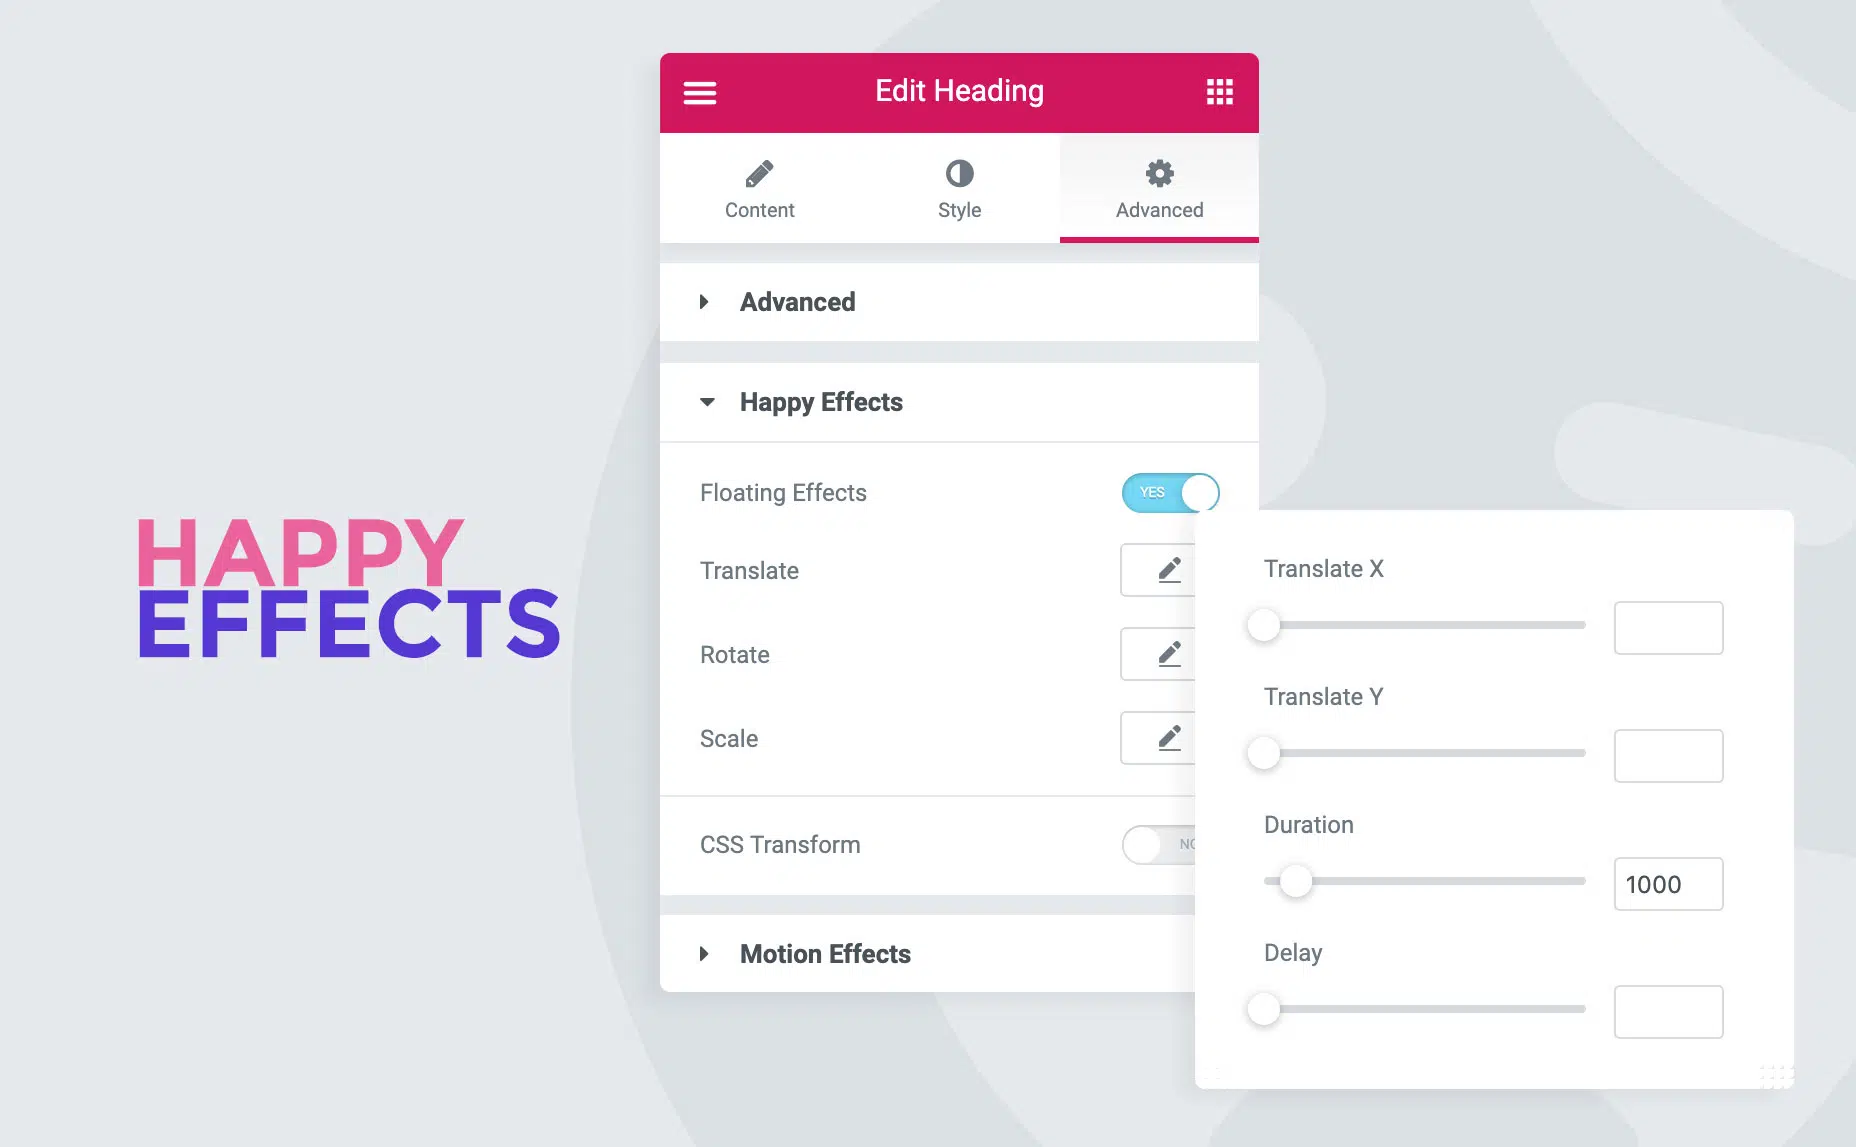 HAPPY
EFFECTS
Edit Heading
Content
Style
Advanced
Advanced
Happy Effects
Floating Effects
YES
Translate
Rotate
Scale
CSS Transform
Motion Effects
Translate X
Translate Y
Duration
1000
Delay